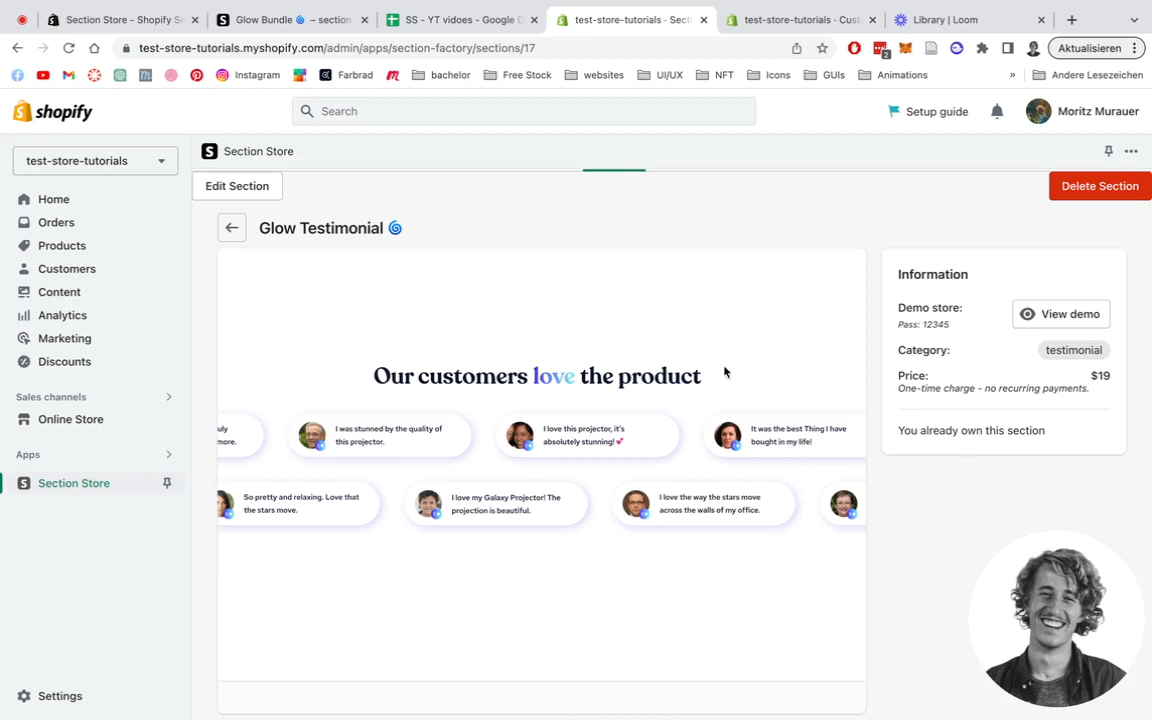 Section Store - Shopify Se
Glow Bundle 🌀 – section
SS - YT vidoes - Google D
test-store-tutorials · Secti
test-store-tutorials · Cust
Library | Loom
test-store-tutorials.myshopify.com/admin/apps/section-factory/sections/17
2
Aktualisieren
Instagram
Farbrad
bachelor
Free Stock
websites
UI/UX
NFT
Icons
GUIs
Animations
»
Andere Lesezeichen
shopify
Search
Setup guide
Moritz Murauer
test-store-tutorials
Home
Orders
Products
Customers
Content
Analytics
Marketing
Discounts
Sales channels
Online Store
Apps
Section Store
Settings
Section Store
Edit Section
Delete Section
Glow Testimonial 🌀
Our customers love the product
uly
more.
I was stunned by the quality of
this projector.
I love this projector, it's
absolutely stunning! 💕
It was the best Thing I have
bought in my life!
So pretty and relaxing. Love that
the stars move.
I love my Galaxy Projector! The
projection is beautiful.
I love the way the stars move
across the walls of my office.
Information
Demo store:
Pass: 12345
View demo
Category:
testimonial
Price:
$19
One-time charge - no recurring payments.
You already own this section